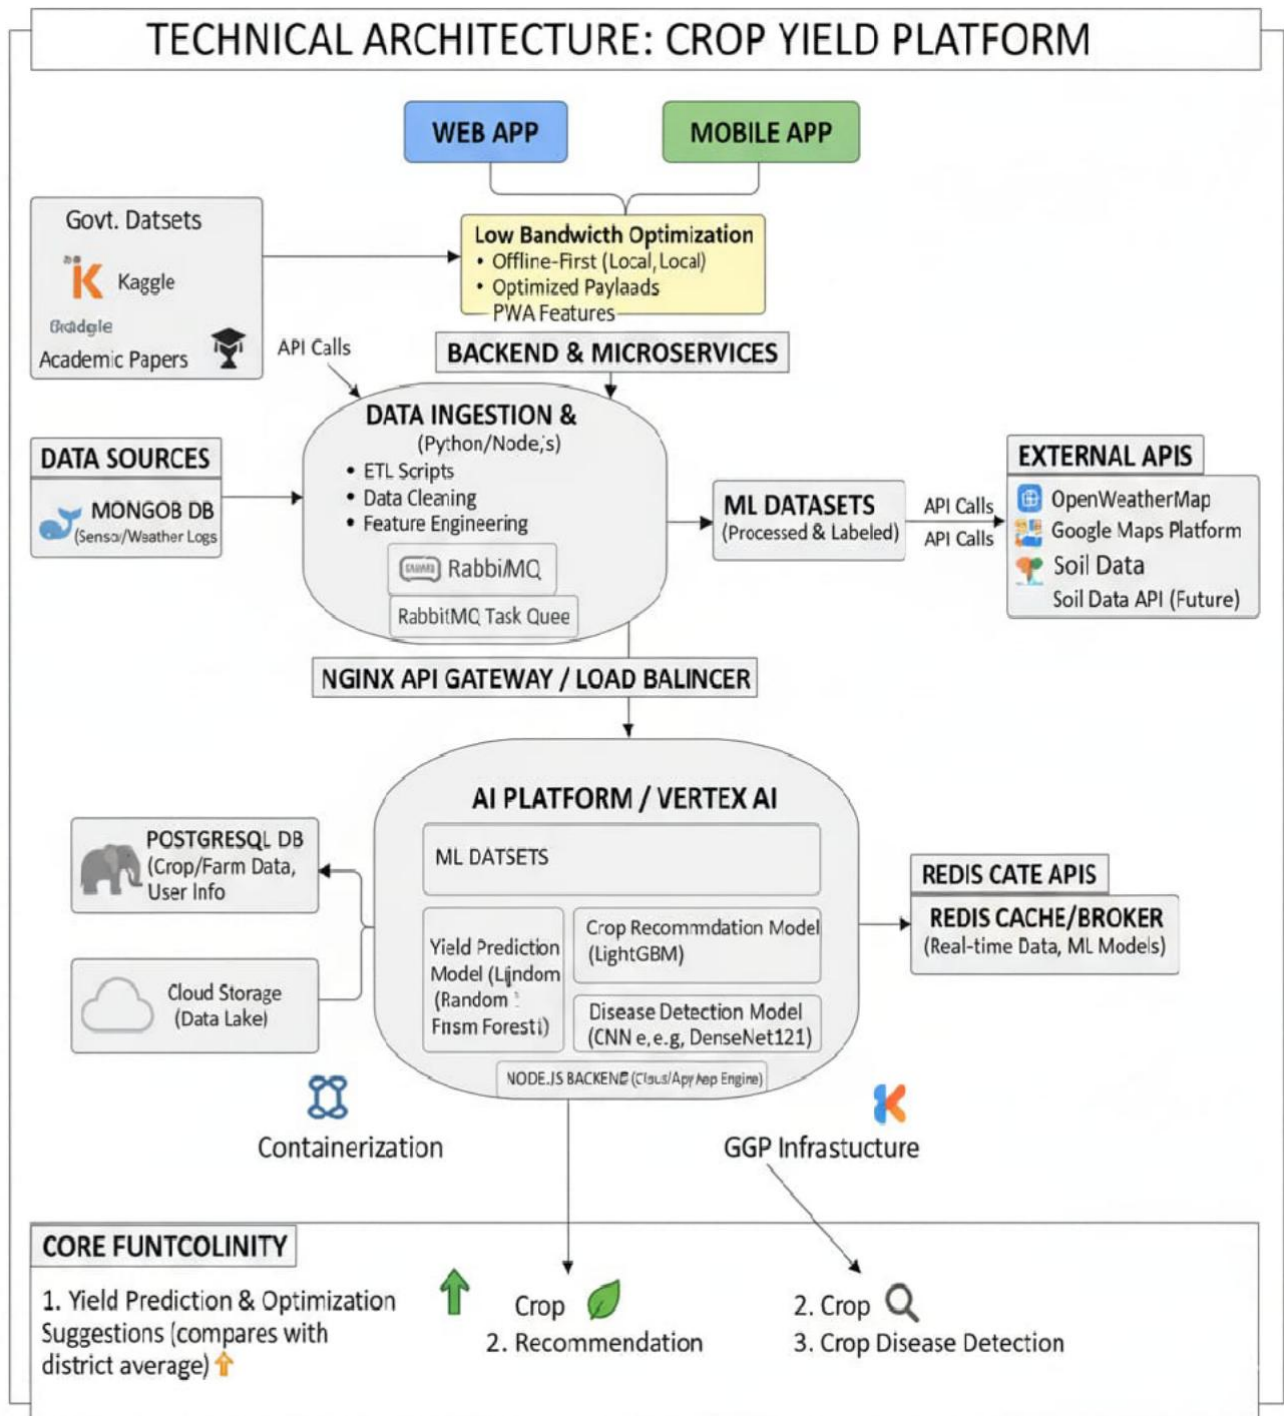 TECHNICAL ARCHITECTURE: CROP YIELD PLATFORM
WEB APP
MOBILE APP
Govt. Datsets
Kaggle
Academic Papers
Low Bandwicth Optimization
• Offline-First (Local, Local)
• Optimized Paylaads
PWA Features
API Calls
BACKEND & MICROSERVICES
DATA INGESTION &
(Python/Node,s)
• ETL Scripts
• Data Cleaning
• Feature Engineering
RabbiMQ
RabbitMQ Task Quee
DATA SOURCES
MONGOB DB
(Sensor/Weather Logs
ML DATASETS
(Processed & Labeled)
API Calls
API Calls
EXTERNAL APIS
OpenWeatherMap
Google Maps Platform
Soil Data
Soil Data API (Future)
NGINX API GATEWAY / LOAD BALINCER
AI PLATFORM / VERTEX AI
ML DATSETS
Yield Prediction
Model (Lindom
(Random
Forest
Crop Recommdation Model
(LightGBM)
Disease Detection Model
(CNN e, e.g, DenseNet121)
NODE.JS BACKEND
Engine)
POSTGRESQL DB
(Crop/Farm Data,
User Info
Cloud Storage
(Data Lake)
REDIS CATE APIS
REDIS CACHE/BROKER
(Real-time Data, ML Models)
Containerization
GGP Infrastucture
CORE FUNTCOLINITY
1. Yield Prediction & Optimization
Suggestions (compares with
district average)
Crop
2. Recommendation
2. Crop
3. Crop Disease Detection